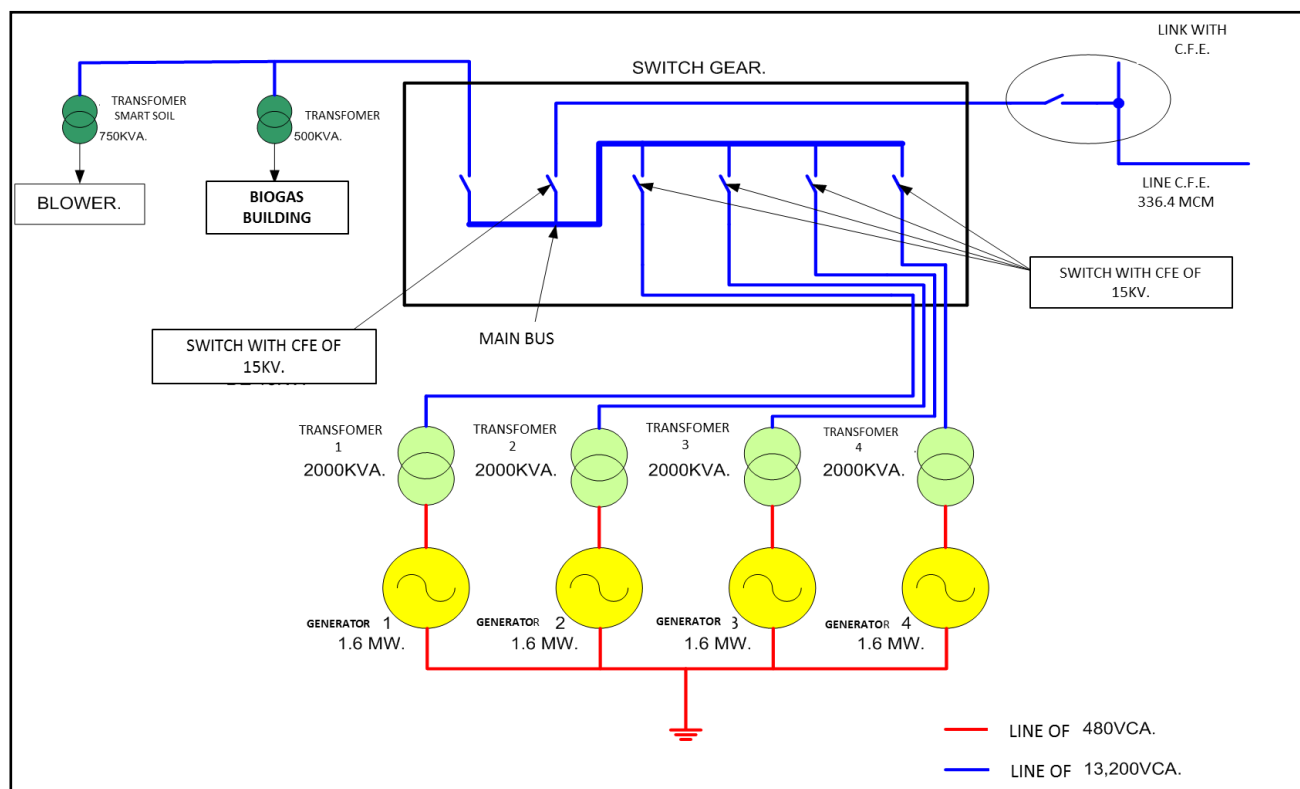 LINK WITH
C.F.E.
SWITCH GEAR.
TRANSFOMER
SMART SOIL
750KVA.
TRANSFOMER
500KVA.
BLOWER.
BIOGAS
BUILDING
LINE C.F.E.
336.4 MCM
SWITCH WITH CFE OF
15KV.
MAIN BUS
SWITCH WITH CFE OF
15KV.
TRANSFOMER
1
2000KVA.
TRANSFOMER
2
2000KVA.
TRANSFOMER
3
2000KVA.
TRANSFOMER
4
2000KVA.
GENERATOR 1
1.6 MW.
GENERATOR 2
1.6 MW.
GENERATOR 3
1.6 MW.
GENERATOR 4
1.6 MW.
LINE OF 480VCA.
LINE OF 13,200VCA.